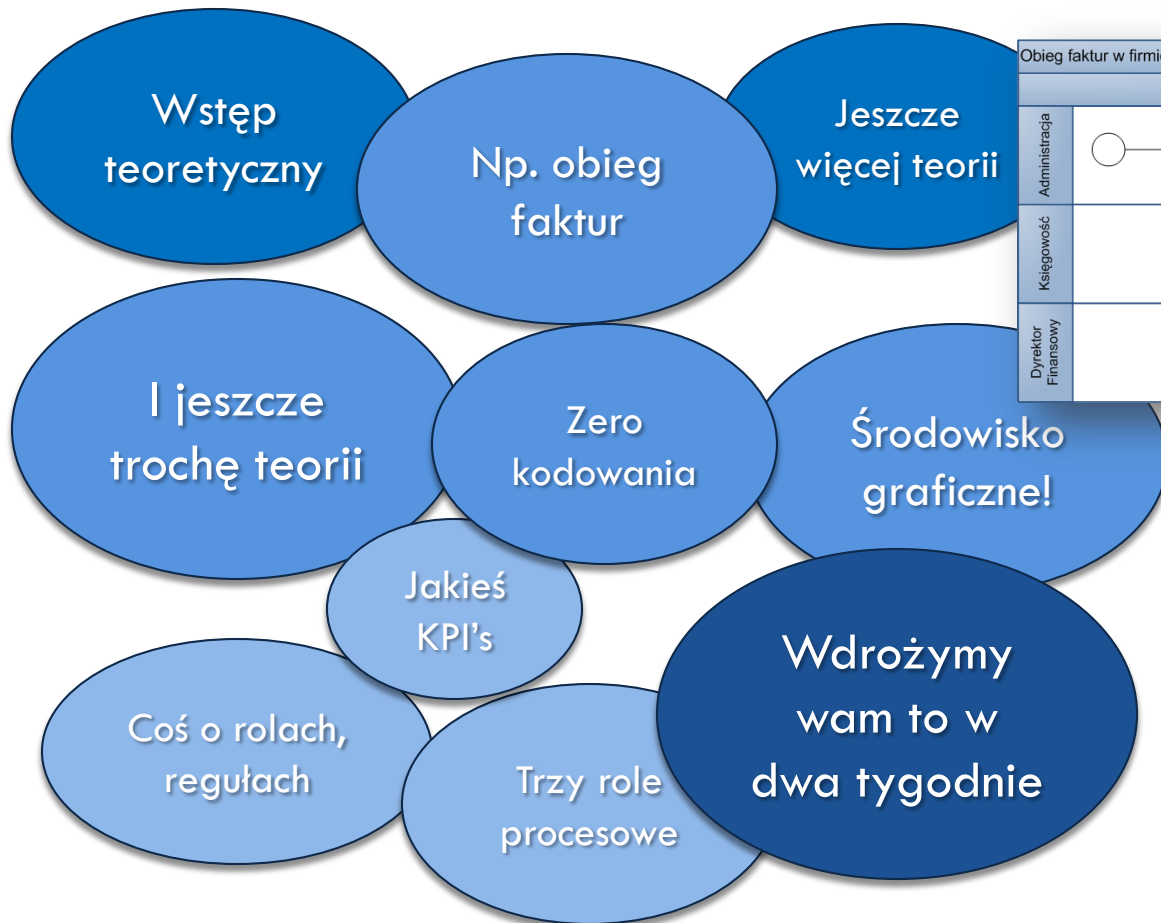 Wstęp
teoretyczny
Np. obieg
faktur
Jeszcze
więcej teorii
Obieg faktur w firmie
Administracja
Księgowość
Dyrektor
Finansowy
I jeszcze
trochę teorii
Zero
kodowania
Środowisko
graficzne!
Jakieś
KPI's
Wdrożymy
wam to w
dwa tygodnie
Coś o rolach,
regułach
Trzy role
procesowe